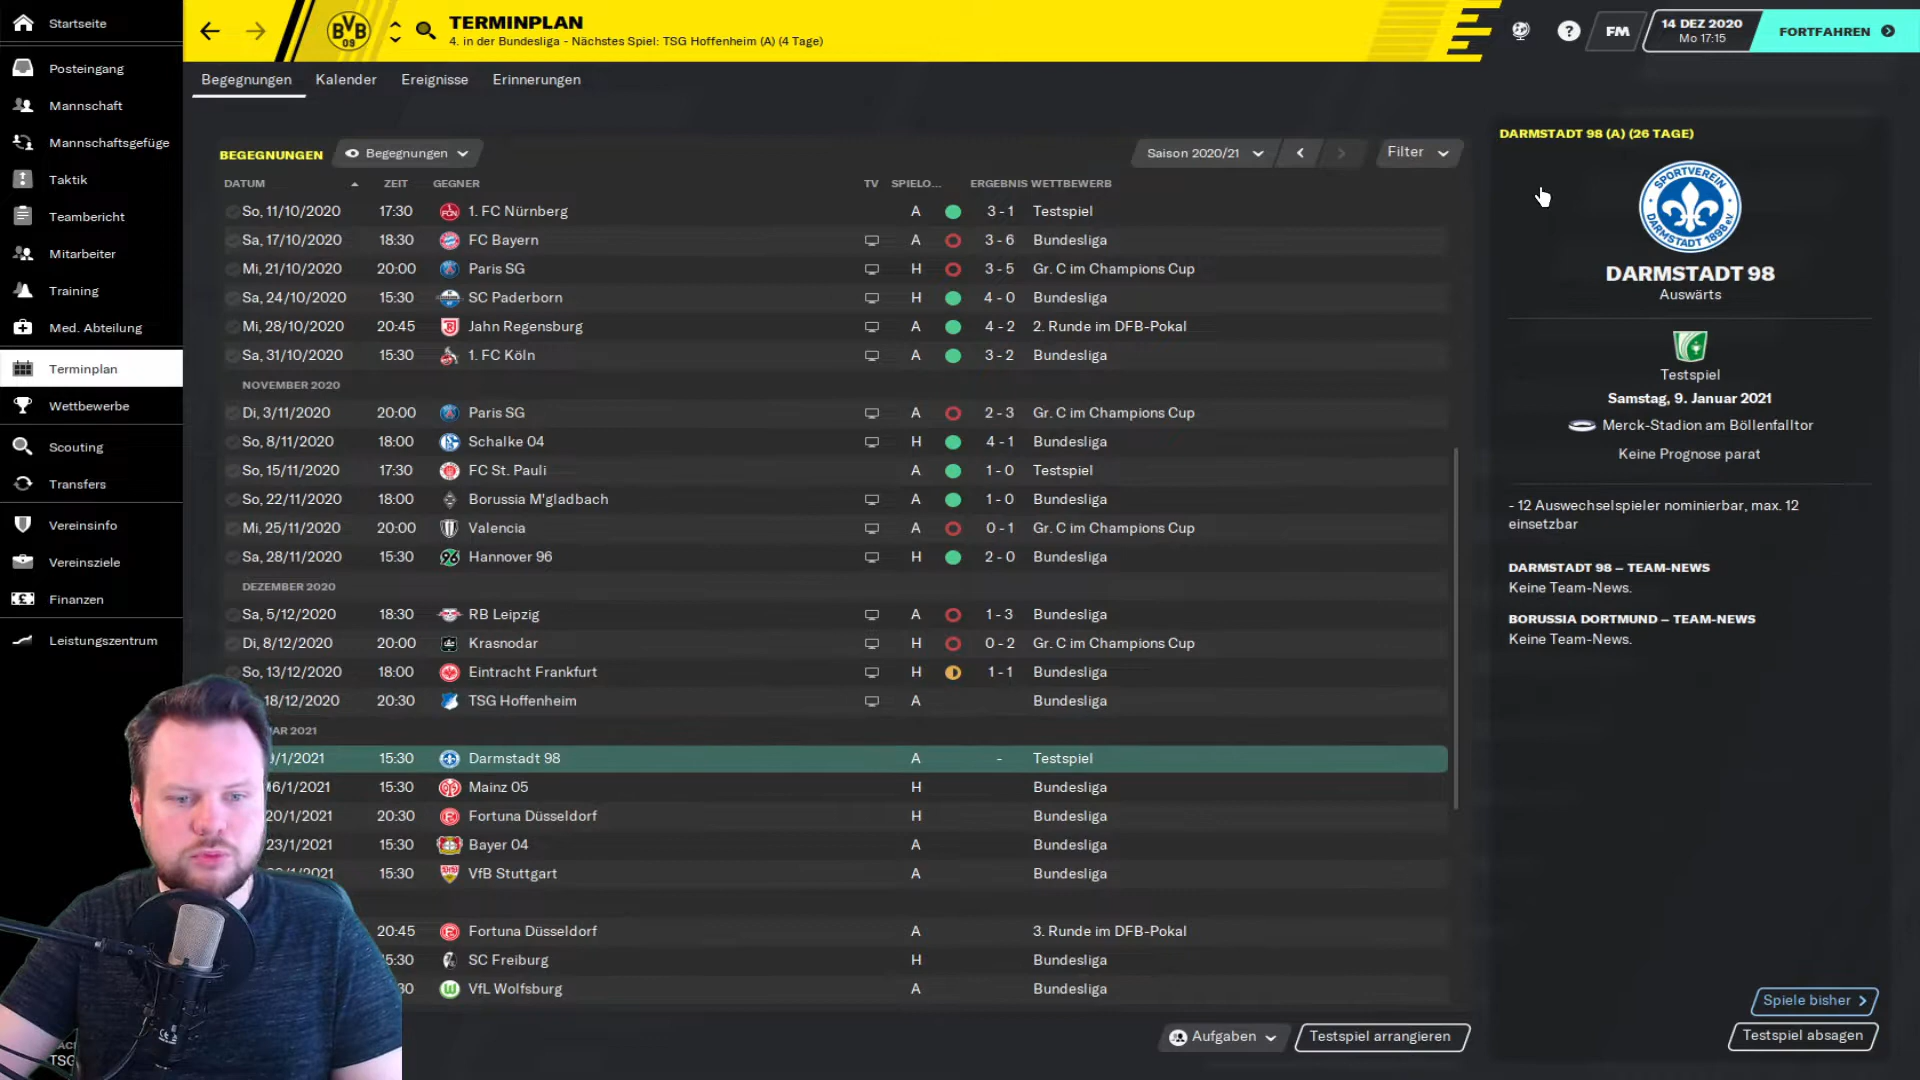 Startseite
Posteingang
Mannschaft
Mannschaftsgefüge
Taktik
Teambericht
Mitarbeiter
Training
Med. Abteilung
Terminplan
Wettbewerbe
Scouting
Transfers
Vereinsinfo
Vereinsziele
Finanzen
Leistungszentrum
TSG
BVB
09
TERMINPLAN
4. in der Bundesliga - Nächstes Spiel: TSG Hoffenheim (A) (4 Tage)
?
FM
14 DEZ 2020
Mo 17:15
FORTFAHREN
Begegnungen Kalender Ereignisse Erinnerungen
BEGEGNUNGEN Begegnungen Saison 2020/21 Filter
DATUM ZEIT GEGNER TV SPIELO... ERGEBNIS WETTBEWERB
So, 11/10/2020 17:30 1. FC Nürnberg A 3 - 1 Testspiel
Sa, 17/10/2020 18:30 FC Bayern A 3 - 6 Bundesliga
Mi, 21/10/2020 20:00 Paris SG H 3 - 5 Gr. C im Champions Cup
Sa, 24/10/2020 15:30 SC Paderborn H 4 - 0 Bundesliga
Mi, 28/10/2020 20:45 Jahn Regensburg A 4 - 2 2. Runde im DFB-Pokal
Sa, 31/10/2020 15:30 1. FC Köln A 3 - 2 Bundesliga
NOVEMBER 2020
Di, 3/11/2020 20:00 Paris SG A 2 - 3 Gr. C im Champions Cup
So, 8/11/2020 18:00 Schalke 04 H 4 - 1 Bundesliga
So, 15/11/2020 17:30 FC St. Pauli A 1 - 0 Testspiel
So, 22/11/2020 18:00 Borussia M'gladbach A 1 - 0 Bundesliga
Mi, 25/11/2020 20:00 Valencia A 0 - 1 Gr. C im Champions Cup
Sa, 28/11/2020 15:30 Hannover 96 H 2 - 0 Bundesliga
DEZEMBER 2020
Sa, 5/12/2020 18:30 RB Leipzig A 1 - 3 Bundesliga
Di, 8/12/2020 20:00 Krasnodar H 0 - 2 Gr. C im Champions Cup
So, 13/12/2020 18:00 Eintracht Frankfurt H 1 - 1 Bundesliga
18/12/2020 20:30 TSG Hoffenheim A Bundesliga
AR 2021
/1/2021 15:30 Darmstadt 98 A - Testspiel
16/1/2021 15:30 Mainz 05 H Bundesliga
20/1/2021 20:30 Fortuna Düsseldorf H Bundesliga
23/1/2021 15:30 Bayer 04 A Bundesliga
15:30 VfB Stuttgart A Bundesliga
20:45 Fortuna Düsseldorf A 3. Runde im DFB-Pokal
5:30 SC Freiburg H Bundesliga
30 VfL Wolfsburg A Bundesliga
Aufgaben Testspiel arrangieren
DARMSTADT 98 (A) (26 TAGE)
SPORTVEREIN
DARMSTADT 1898 e.V.
DARMSTADT 98
Auswärts
Testspiel
Samstag, 9. Januar 2021
Merck-Stadion am Böllenfalltor
Keine Prognose parat
- 12 Auswechselspieler nominierbar, max. 12
einsetzbar
DARMSTADT 98 – TEAM-NEWS
Keine Team-News.
BORUSSIA DORTMUND – TEAM-NEWS
Keine Team-News.
Spiele bisher
Testspiel absagen